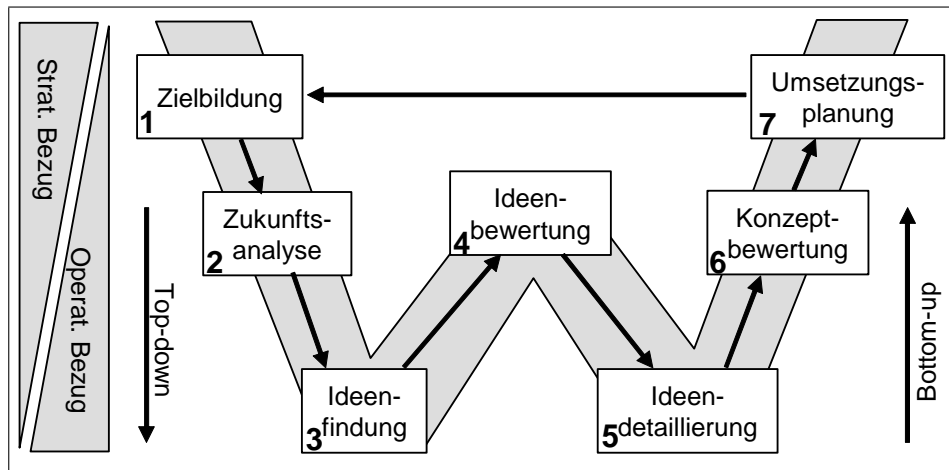 Strat. Bezug
Operat. Bezug
Top-down
Zielbildung
1
Zukunfts-
analyse
2
Ideen-
findung
3
Ideen-
bewertung
4
Ideen-
detaillierung
5
Konzept-
bewertung
6
Umsetzungs-
planung
7
Bottom-up